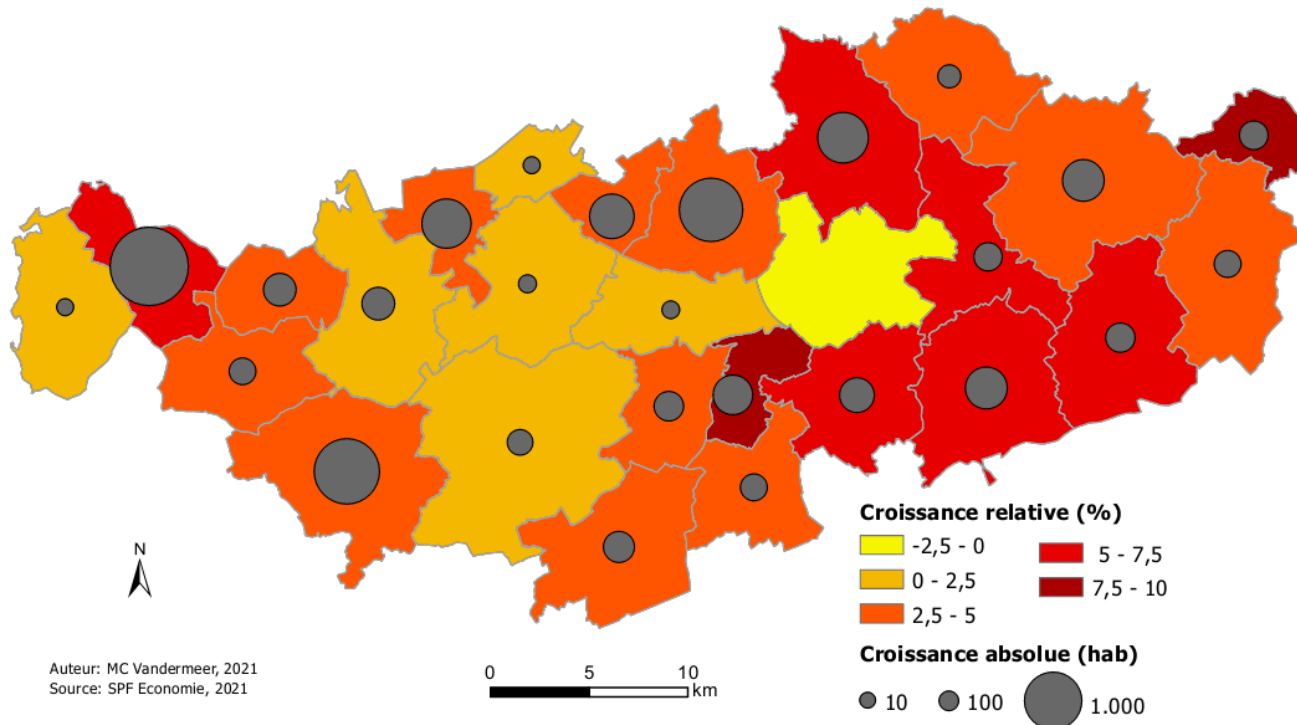 N
Auteur: MC Vandermeer, 2021
Source: SPF Economie, 2021
0 5 10
km
Croissance relative (%)
-2,5 - 0
0 - 2,5
2,5 - 5
5 - 7,5
7,5 - 10
Croissance absolue (hab)
10 100 1.000